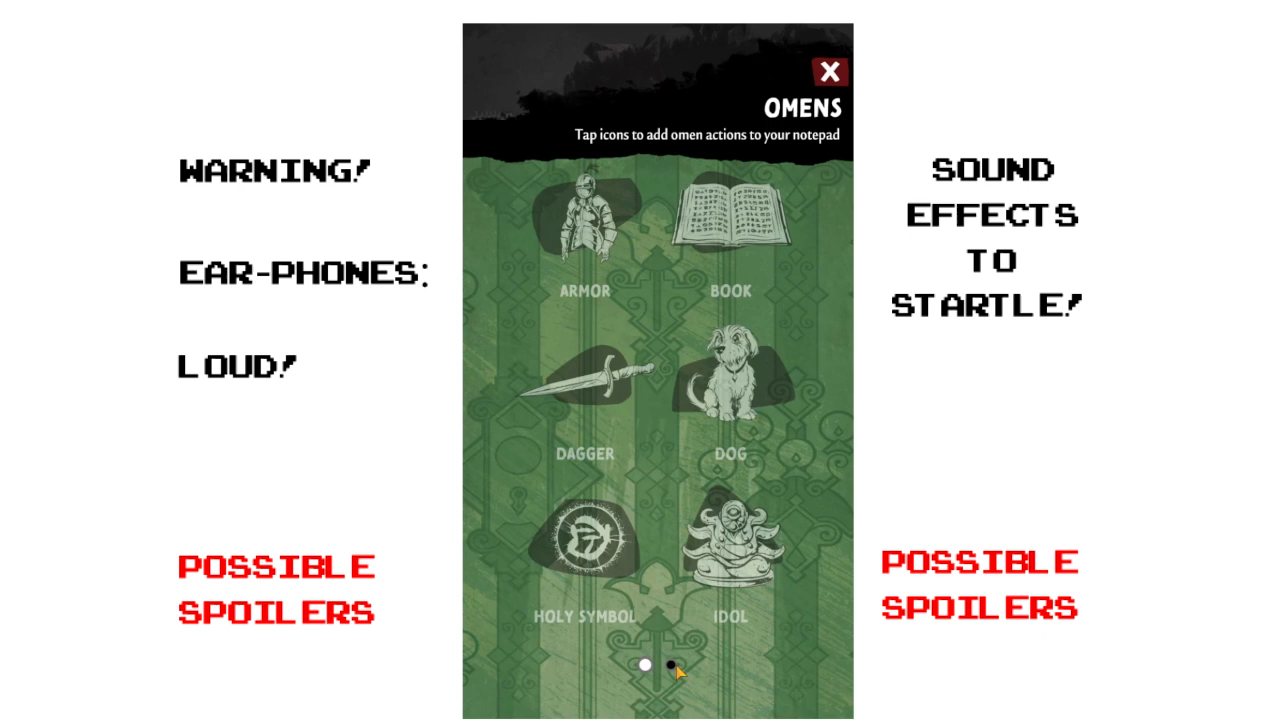 WARNING!
EAR-PHONES:
LOUD!
POSSIBLE
SPOILERS
X
OMENS
Tap icons to add omen actions to your notepad
ARMOR
BOOK
DAGGER
DOG
HOLY SYMBOL
IDOL
SOUND
EFFECTS
TO
STARTLE!
POSSIBLE
SPOILERS